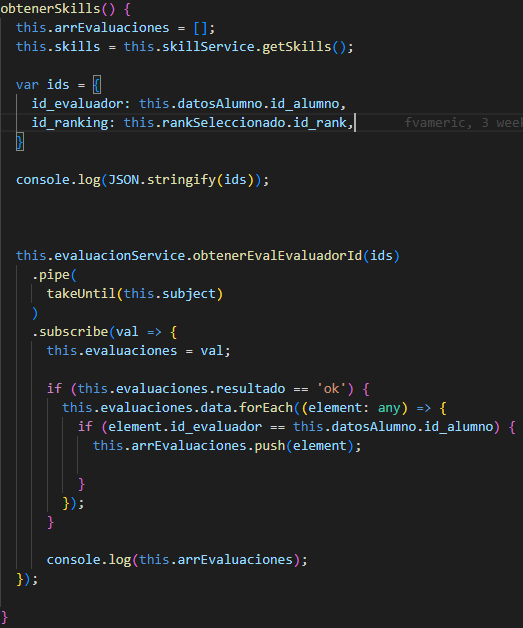 obtenerSkills() {
this.arrEvaluaciones = [];
this.skills = this.skillService.getSkills();
var ids = {
id_evaluador: this.datosAlumno.id_alumno,
id_ranking: this.rankSeleccionado.id_rank, fvameric, 3 week
}
console.log(JSON.stringify(ids));
this.evaluacionService.obtenerEvalEvaluadorId(ids)
.pipe(
takeUntil(this.subject)
)
.subscribe(val => {
this.evaluaciones = val;
if (this.evaluaciones.resultado == 'ok') {
this.evaluaciones.data.forEach((element: any) => {
if (element.id_evaluador == this.datosAlumno.id_alumno) {
this.arrEvaluaciones.push(element);
}
});
}
console.log(this.arrEvaluaciones);
});
}